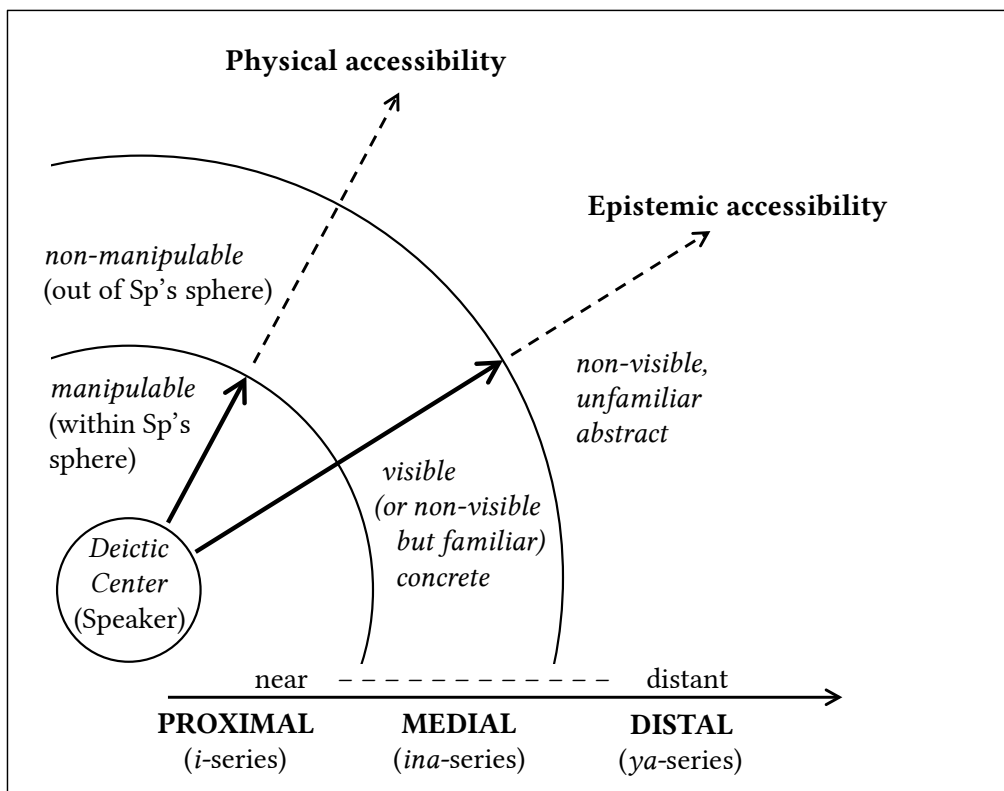 Physical accessibility
Epistemic accessibility
non-manipulable
(out of Sp’s sphere)
manipulable
(within Sp’s
sphere)
non-visible,
unfamiliar
abstract
visible
(or non-visible
but familiar)
concrete
Deictic
Center
(Speaker)
near distant
PROXIMAL MEDIAL DISTAL
(i-series) (ina-series) (ya-series)